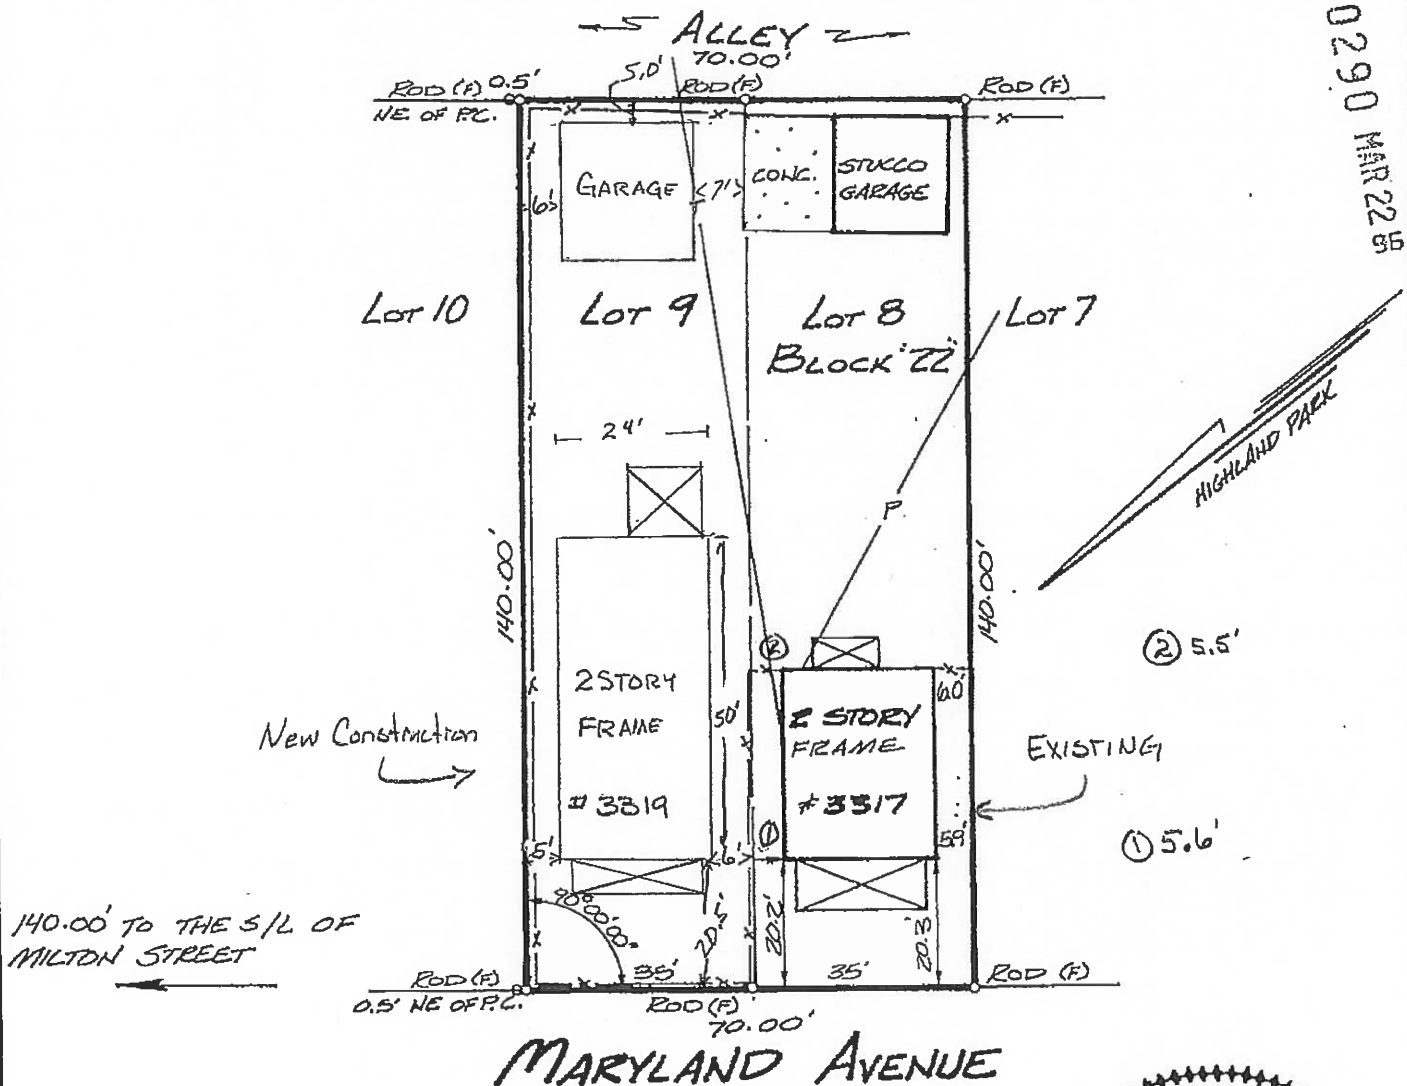 ALLEY
70.00'
5.0'
ROD (F) 0.5'
ROD (F)
ROD (F)
NE. OF P.C.
0290 MAR 22 95
GARAGE
7'
6'
CONC.
STUCCO
GARAGE
LOT 10
LOT 9
LOT 8
LOT 7
BLOCK "22"
24'
HIGHLAND PARK
P
140.00'
140.00'
② 5.5'
②
2 STORY
FRAME
# 3319
50'
2 STORY
FRAME
# 3317
6.0'
New Construction
EXISTING
①
5.9'
① 5.6'
5'
6'
90°00'00"
20.5'
20.2'
20.3'
140.00' TO THE S/L OF
MILTON STREET
ROD (F)
35'
35'
ROD (F)
0.5' NE OF P.C.
ROD (F)
70.00'
MARYLAND AVENUE